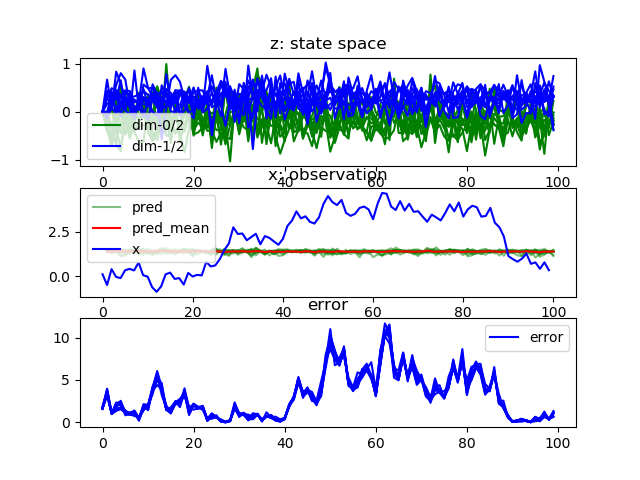 z: state space
1
0
−1
dim-0/2
dim-1/2
0 20 40 60 80 100
x: observation
2.5
0.0
pred
pred_mean
x
0 20 40 60 80 100
error
10
5
0
error
0 20 40 60 80 100